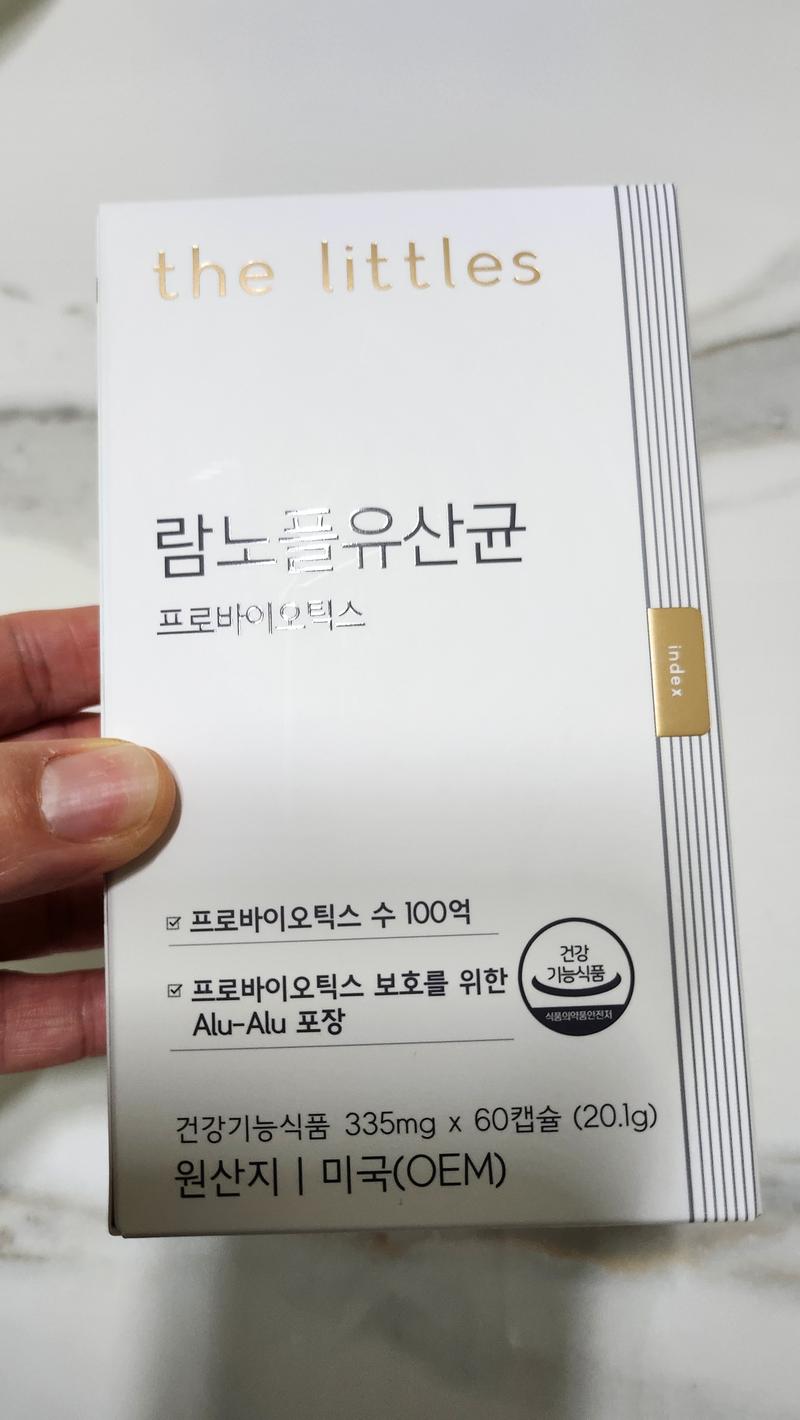 the littles
람노플유산균
프로바이오틱스
index
프로바이오틱스 수 100억
프로바이오틱스 보호를 위한
Alu-Alu 포장
건강
기능식품
식품의약품안전처
건강기능식품 335mg x 60캡슐 (20.1g)
원산지 | 미국(OEM)